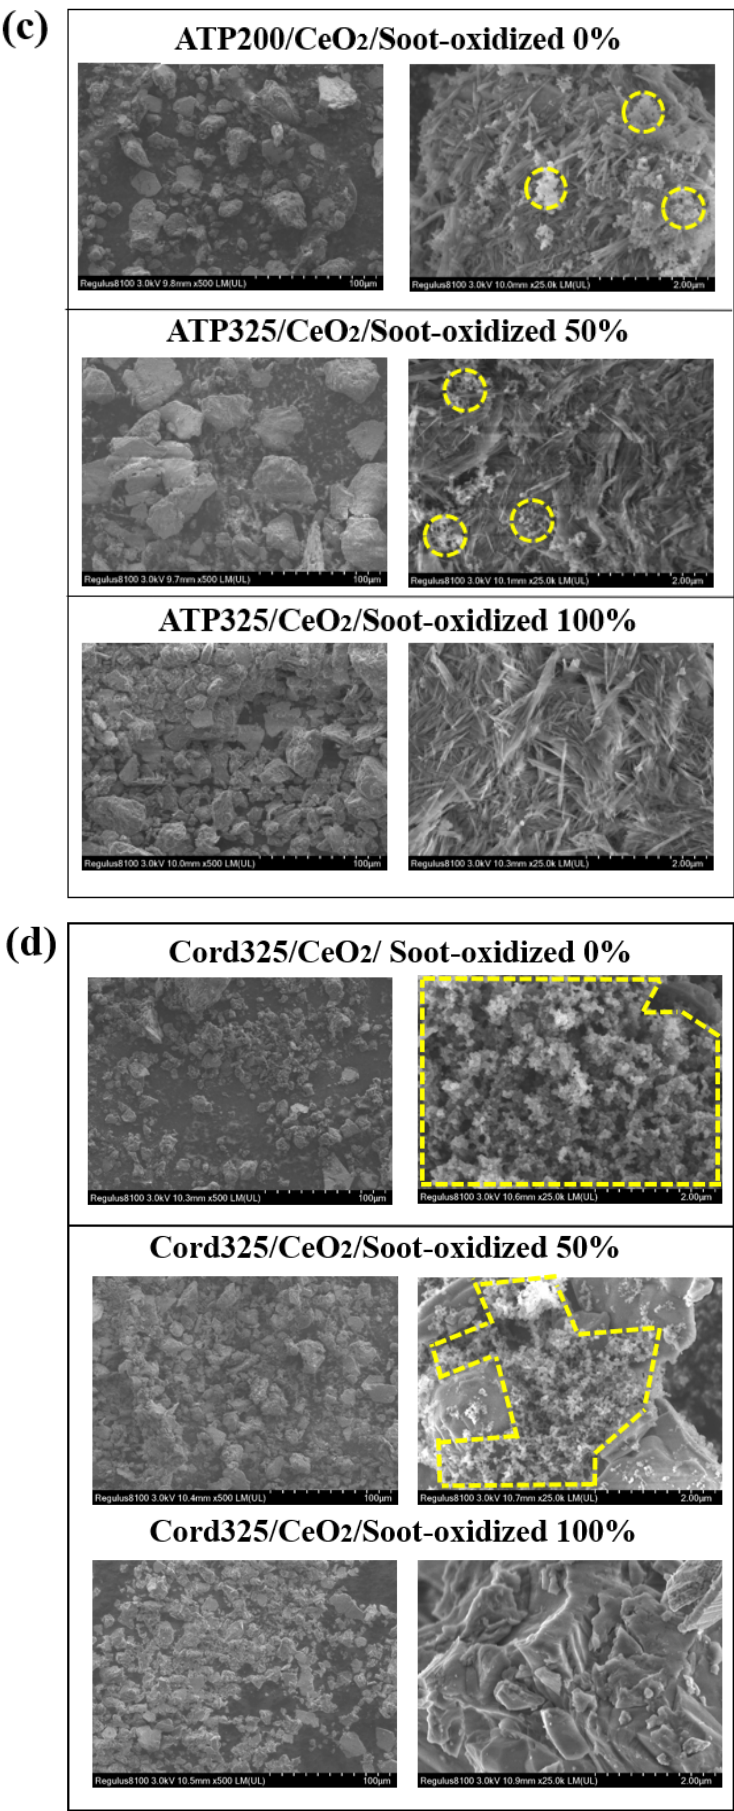 (c)
ATP200/CeO2/Soot-oxidized 0%
Regulus8100 3.0kV 9.8mm x500 LM(UL) 100µm
Regulus8100 3.0kV 10.0mm x25.0k LM(UL) 2.00µm
ATP325/CeO2/Soot-oxidized 50%
Regulus8100 3.0kV 9.7mm x500 LM(UL) 100µm
Regulus8100 3.0kV 10.1mm x25.0k LM(UL) 2.00µm
ATP325/CeO2/Soot-oxidized 100%
Regulus8100 3.0kV 10.0mm x500 LM(UL) 100µm
Regulus8100 3.0kV 10.3mm x25.0k LM(UL) 2.00µm
(d)
Cord325/CeO2/ Soot-oxidized 0%
Regulus8100 3.0kV 10.3mm x500 LM(UL) 100µm
Regulus8100 3.0kV 10.6mm x25.0k LM(UL) 2.00µm
Cord325/CeO2/Soot-oxidized 50%
Regulus8100 3.0kV 10.4mm x500 LM(UL) 100µm
Regulus8100 3.0kV 10.7mm x25.0k LM(UL) 2.00µm
Cord325/CeO2/Soot-oxidized 100%
Regulus8100 3.0kV 10.5mm x500 LM(UL) 100µm
Regulus8100 3.0kV 10.9mm x25.0k LM(UL) 2.00µm